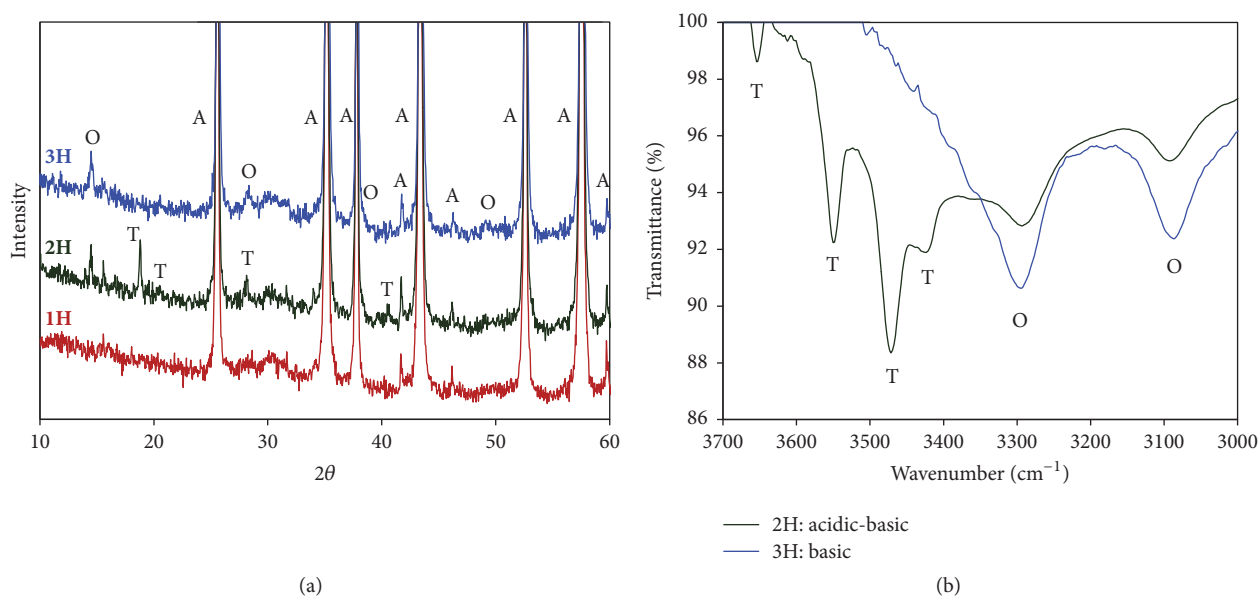 A
A
A
A
A
A
O
3H
O
O
A
A
O
A
2H
T
T
T
T
1H
Intensity
10
20
30
40
50
60
2θ
(a)
100
98
96
94
92
90
88
86
Transmittance (%)
T
T
T
T
O
O
3700
3600
3500
3400
3300
3200
3100
3000
Wavenumber (cm−1)
2H: acidic-basic
3H: basic
(b)